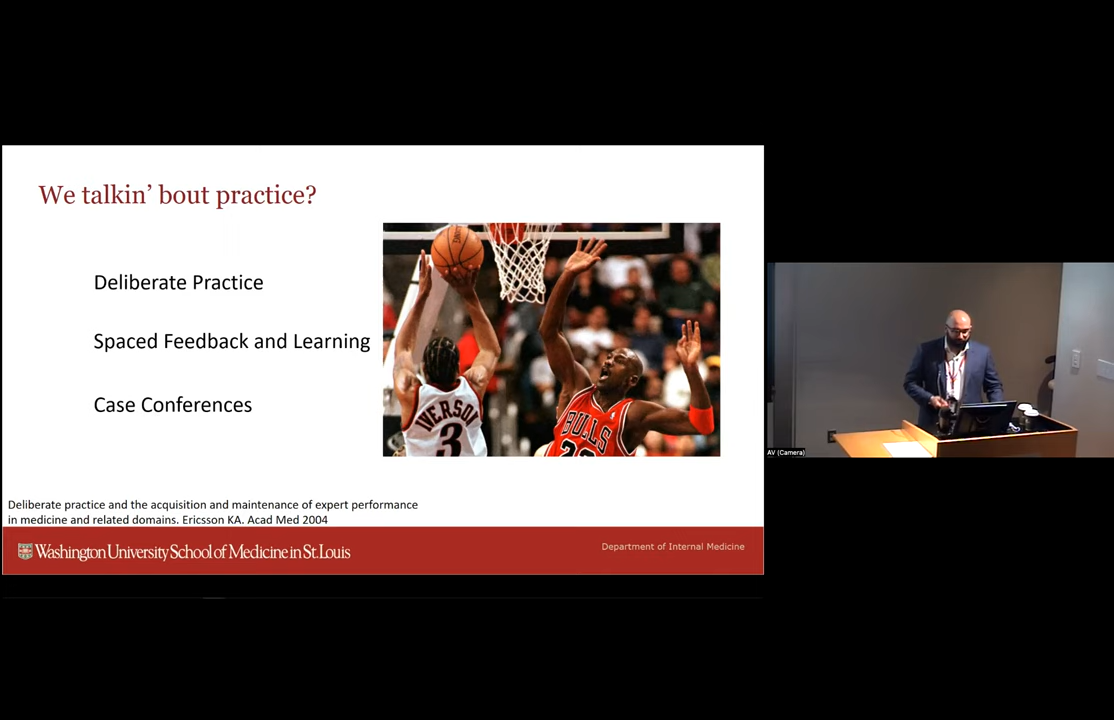 We talkin’ bout practice?
Deliberate Practice
Spaced Feedback and Learning
Case Conferences
IVERSON
3
BULLS
Deliberate practice and the acquisition and maintenance of expert performance
in medicine and related domains. Ericsson KA. Acad Med 2004
Washington University School of Medicine in St. Louis
Department of Internal Medicine
AV (Camera)